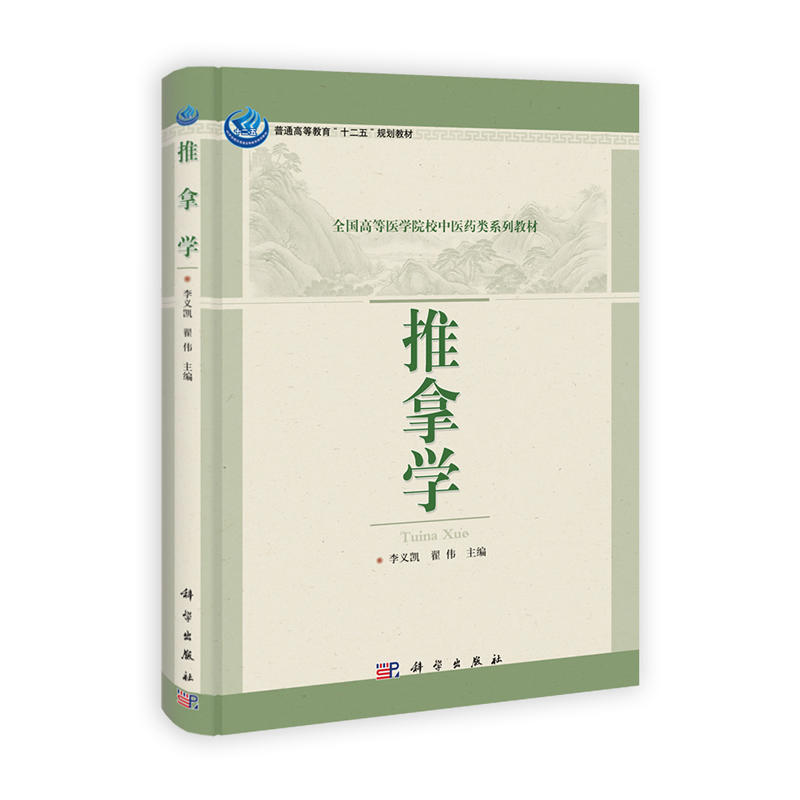 推拿学
李义凯 翟伟 主编
科学出版社
普通高等教育“十二五”规划教材
全国高等医学院校中医药类系列教材
推拿学
Tuina Xue
李义凯 翟伟 主编
科学出版社